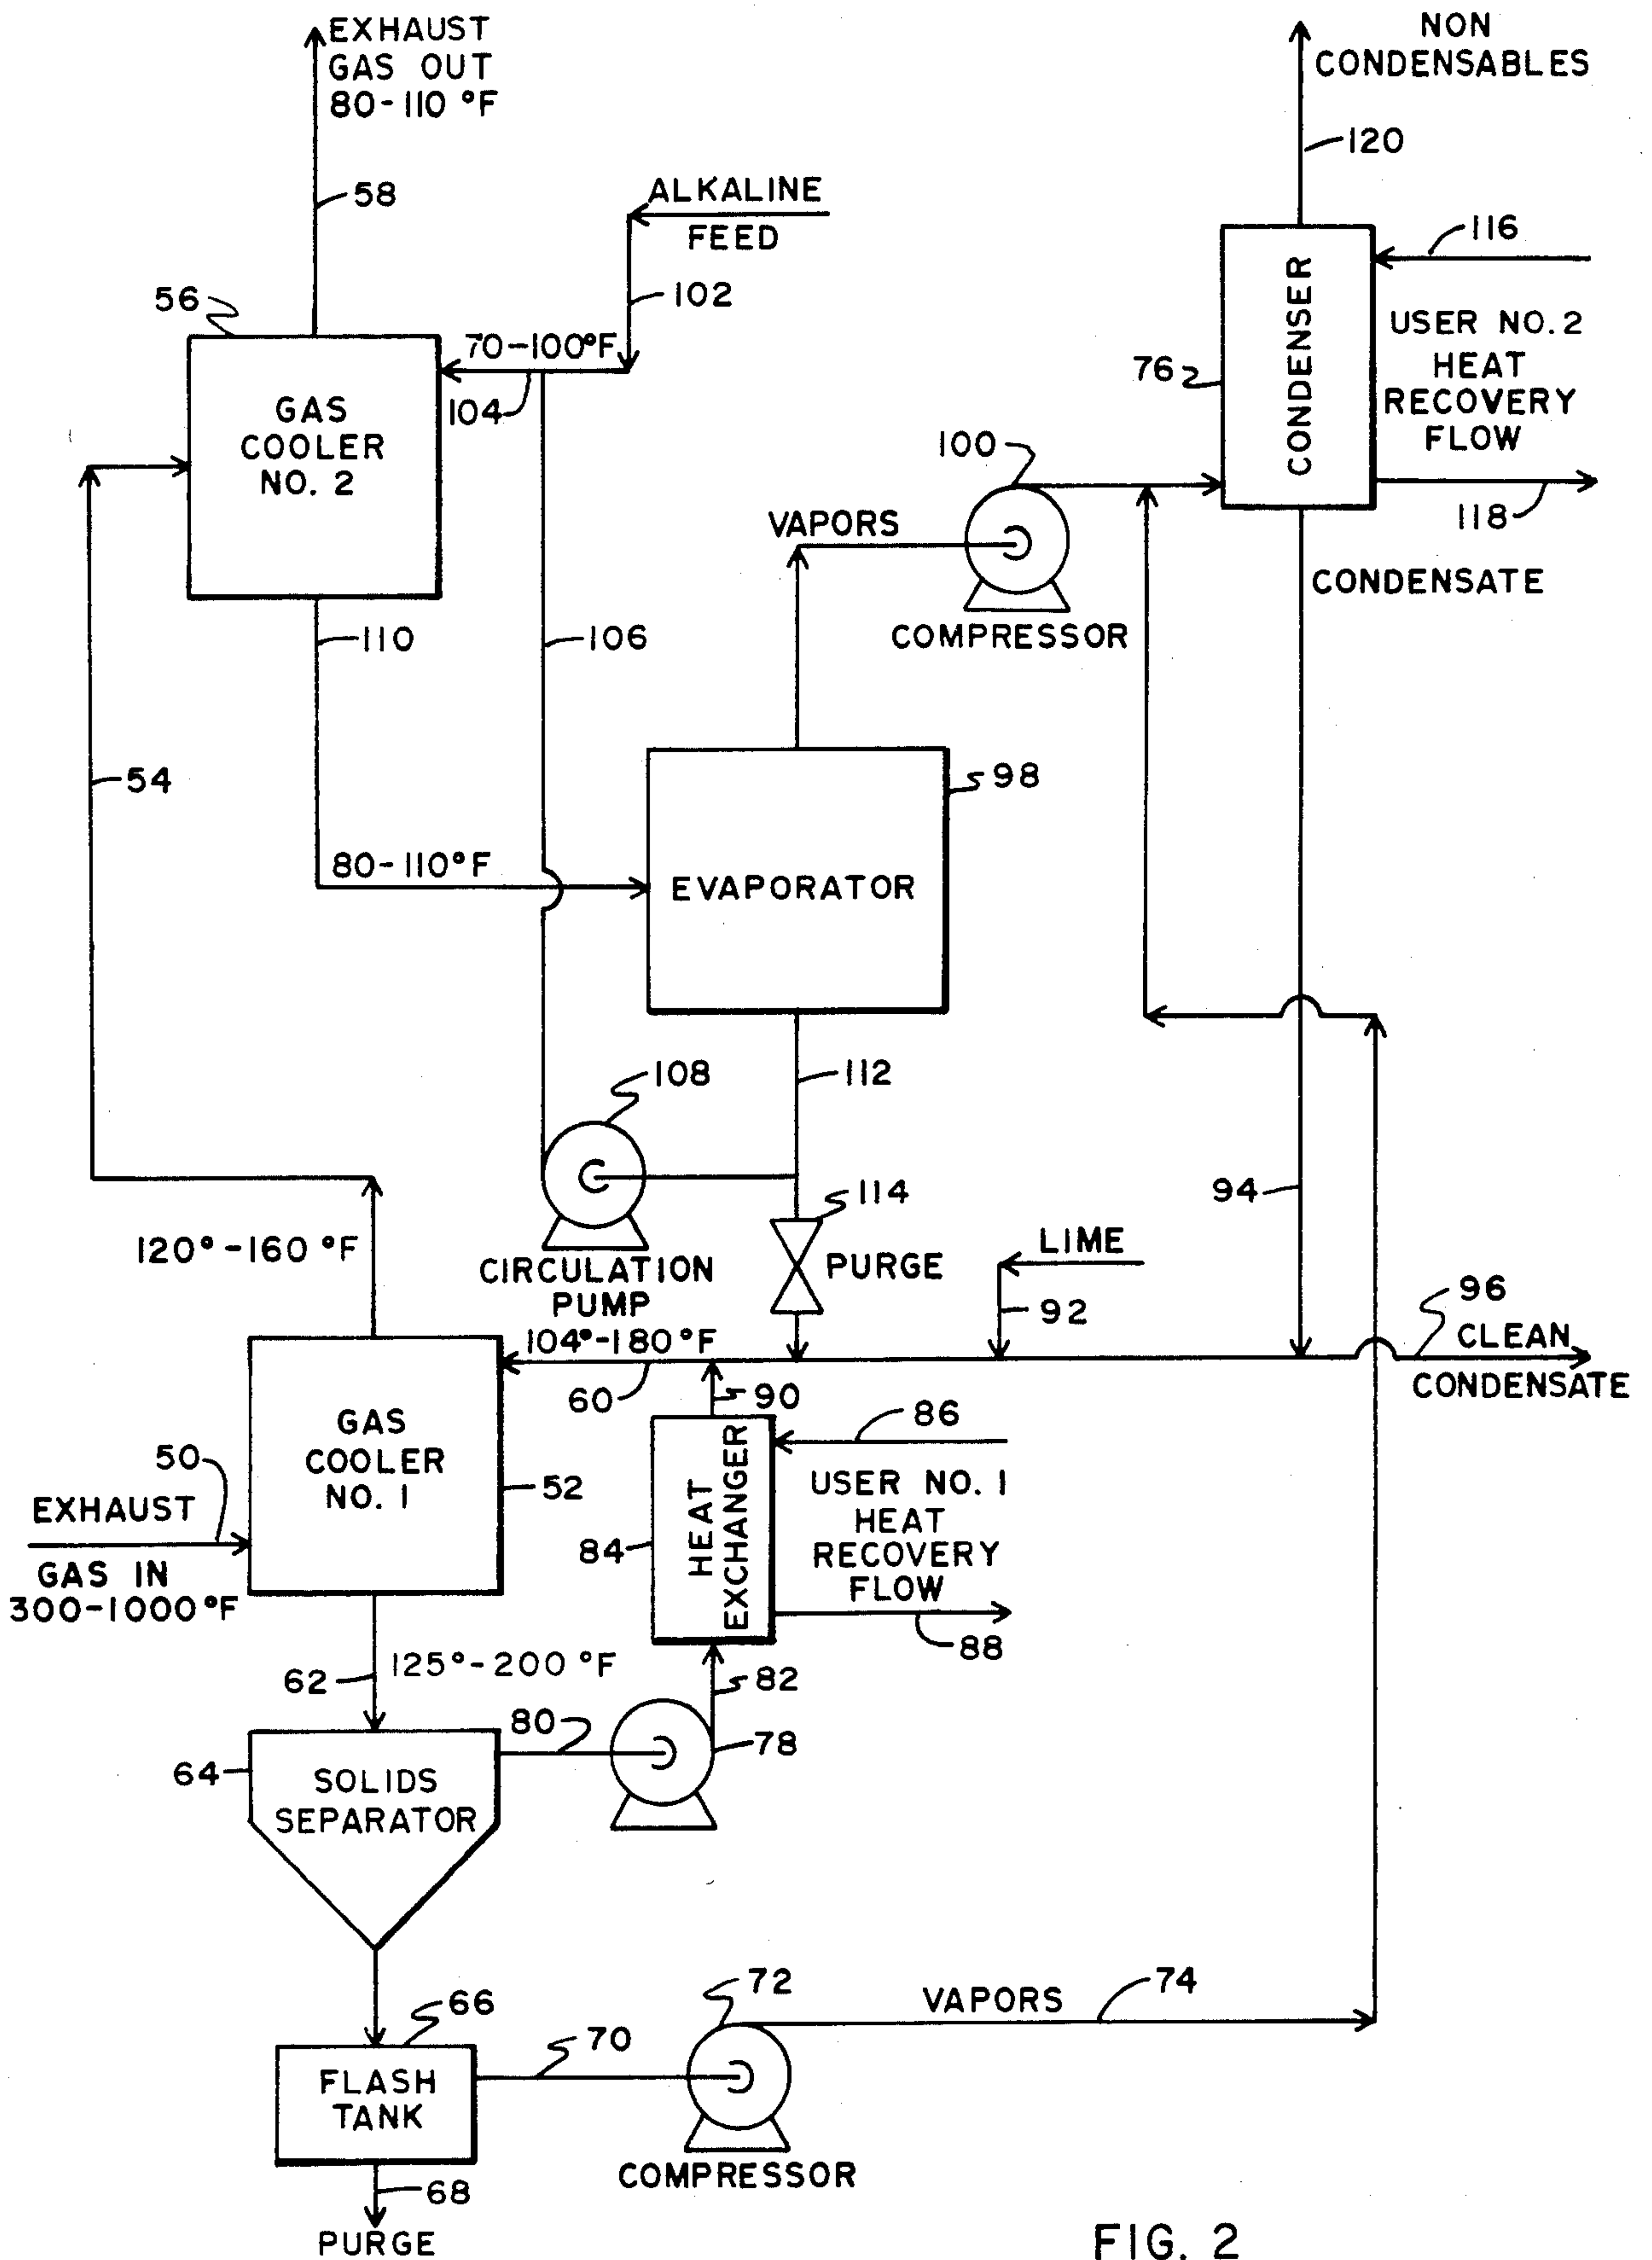 EXHAUST
GAS OUT
80-110 °F
NON
CONDENSABLES
120
58
ALKALINE
FEED
116
102
56
70-100°F
104
GAS
COOLER
NO. 2
CONDENSER
76
USER NO. 2
HEAT
RECOVERY
FLOW
100
118
VAPORS
CONDENSATE
COMPRESSOR
110
106
54
98
80-110°F
EVAPORATOR
108
112
94
114
120°-160 °F
CIRCULATION
PUMP
PURGE
LIME
92
96
CLEAN
CONDENSATE
104°-180°F
60
90
86
GAS
COOLER
NO. 1
52
50
EXHAUST
GAS IN
300-1000°F
HEAT
EXCHANGER
84
USER NO. 1
HEAT
RECOVERY
FLOW
88
62
125°-200 °F
82
80
78
64
SOLIDS
SEPARATOR
72
VAPORS
74
66
70
FLASH
TANK
COMPRESSOR
68
PURGE
FIG. 2